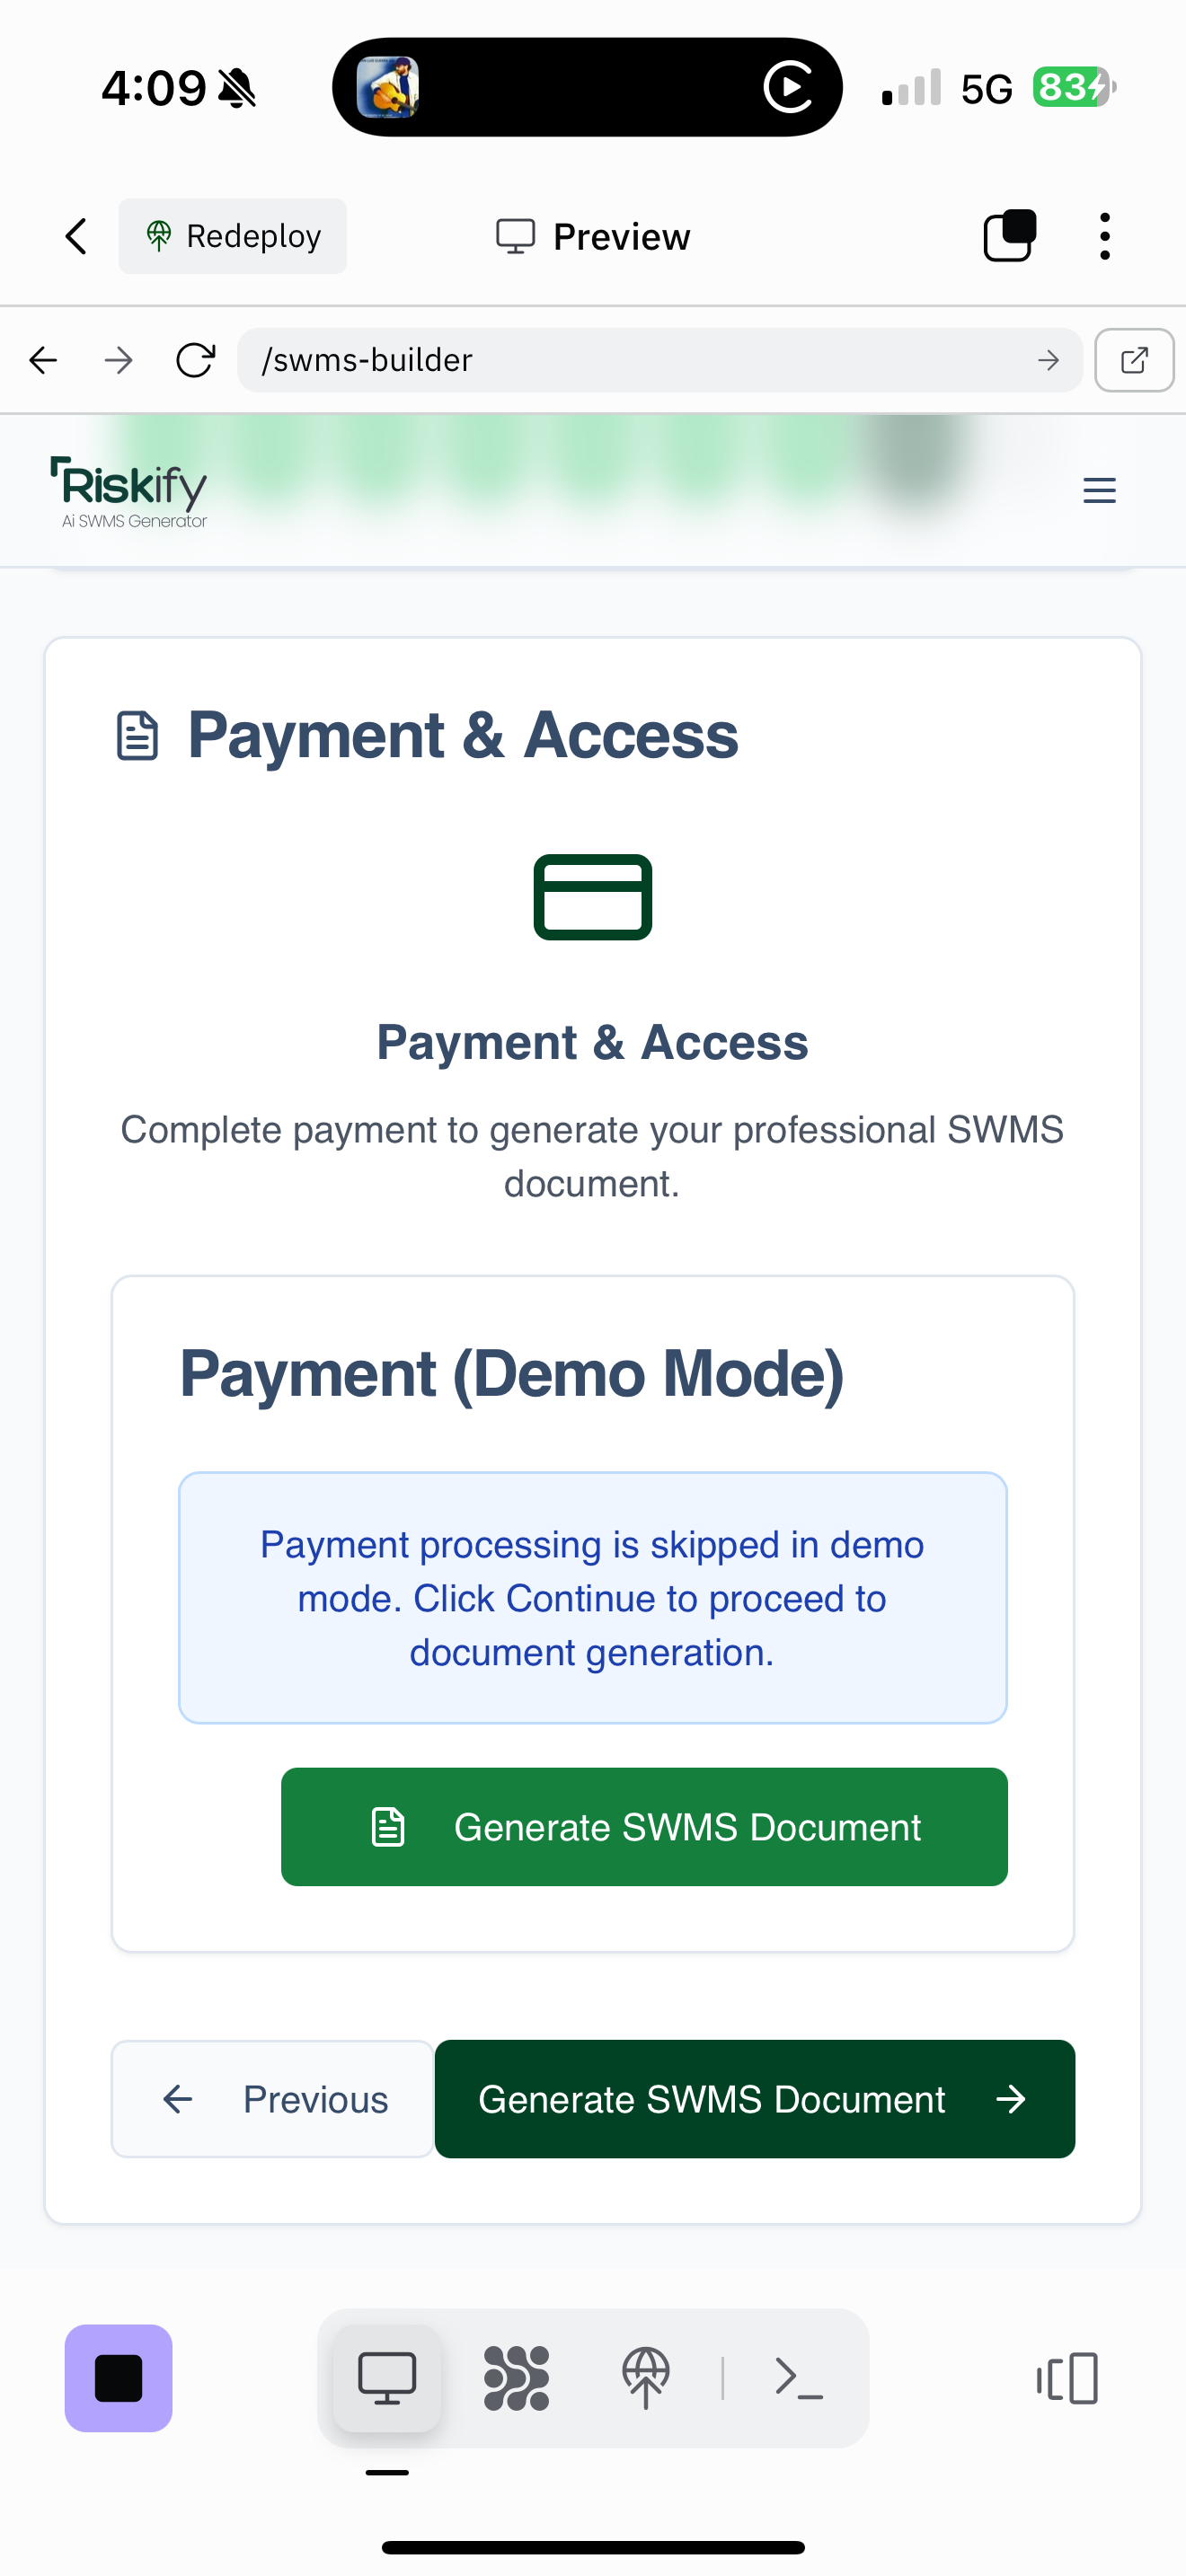 4:09
5G
83
Redeploy
Preview
/swms-builder
Riskify
Ai SWMS Generator
Payment & Access
Payment & Access
Complete payment to generate your professional SWMS
document.
Payment (Demo Mode)
Payment processing is skipped in demo
mode. Click Continue to proceed to
document generation.
Generate SWMS Document
Previous
Generate SWMS Document